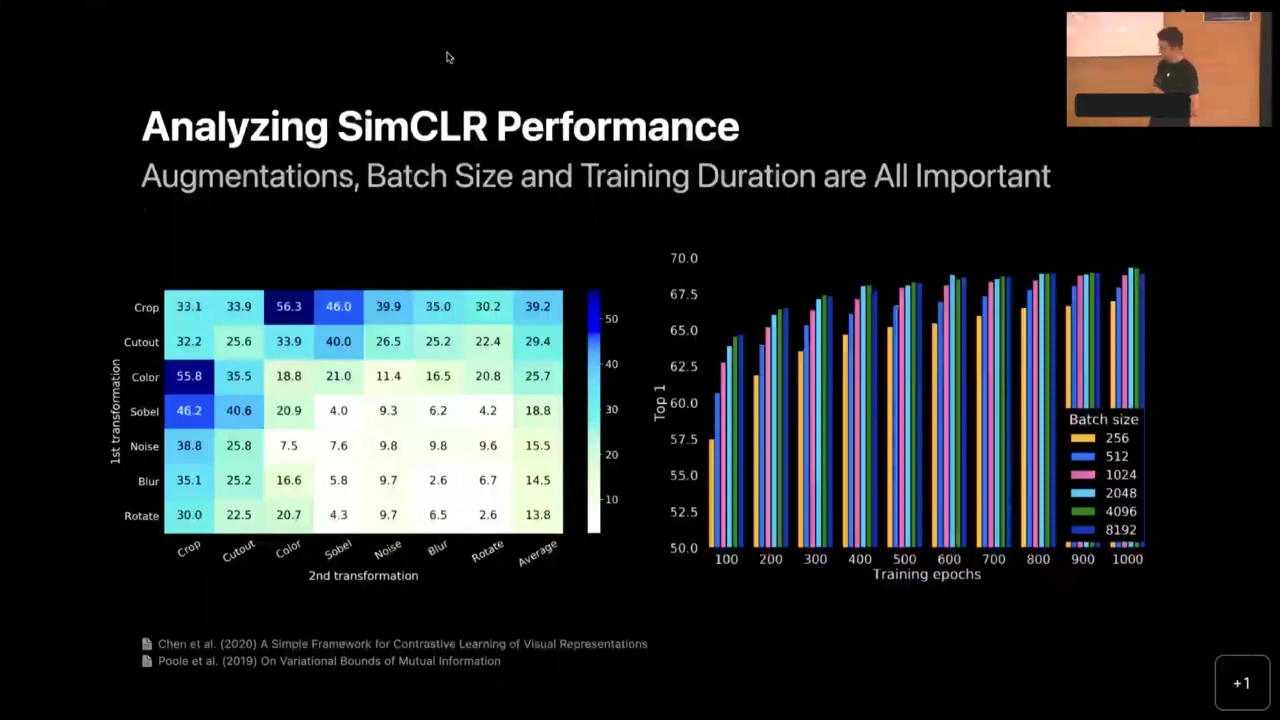 Analyzing SimCLR Performance
Augmentations, Batch Size and Training Duration are All Important
1st transformation
Crop 33.1 33.9 56.3 46.0 39.9 35.0 30.2 39.2
Cutout 32.2 25.6 33.9 40.0 26.5 25.2 22.4 29.4
Color 55.8 35.5 18.8 21.0 11.4 16.5 20.8 25.7
Sobel 46.2 40.6 20.9 4.0 9.3 6.2 4.2 18.8
Noise 38.8 25.8 7.5 7.6 9.8 9.8 9.6 15.5
Blur 35.1 25.2 16.6 5.8 9.7 2.6 6.7 14.5
Rotate 30.0 22.5 20.7 4.3 9.7 6.5 2.6 13.8
Crop Cutout Color Sobel Noise Blur Rotate Average
2nd transformation
50
40
30
20
10
Top 1
70.0
67.5
65.0
62.5
60.0
57.5
55.0
52.5
50.0
Batch size
256
512
1024
2048
4096
8192
100 200 300 400 500 600 700 800 900 1000
Training epochs
Chen et al. (2020) A Simple Framework for Contrastive Learning of Visual Representations
Poole et al. (2019) On Variational Bounds of Mutual Information
+1